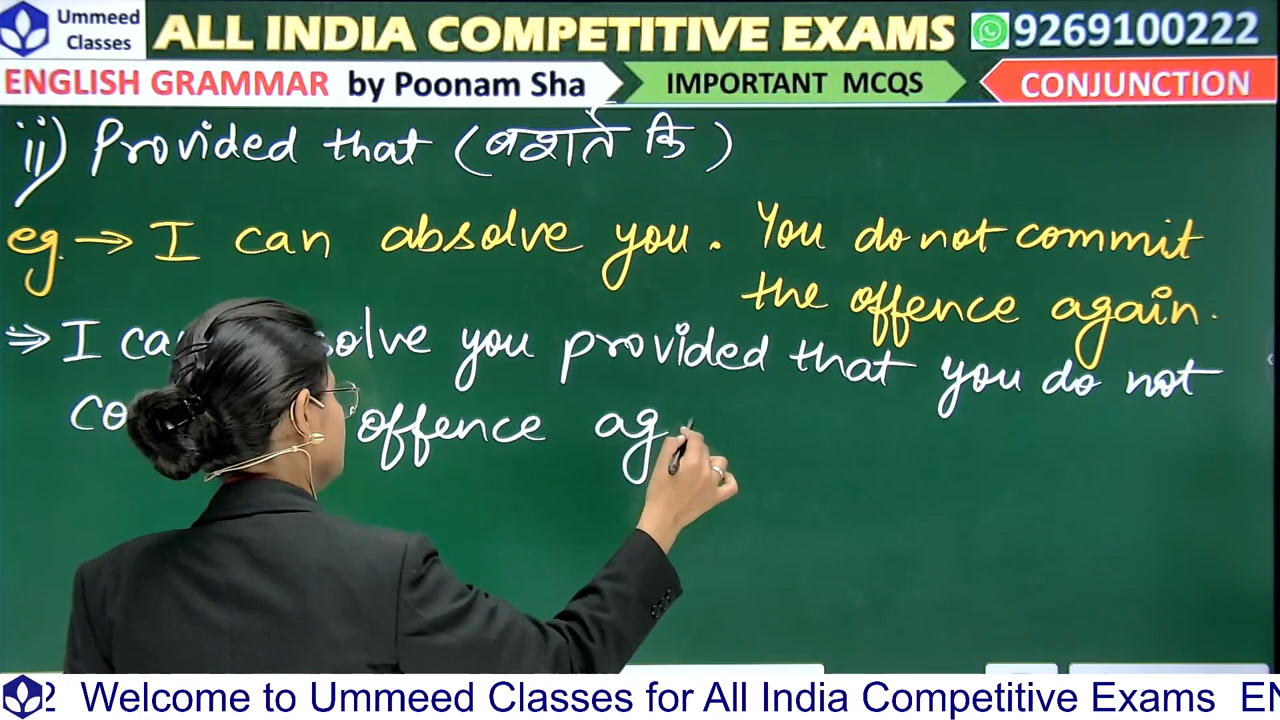 Ummeed
Classes
ALL INDIA COMPETITIVE EXAMS 9269100222
ENGLISH GRAMMAR by Poonam Sha IMPORTANT MCQS CONJUNCTION
ii) Provided that (बशर्ते कि)
eg. → I can absolve you. You do not commit
the offence again.
⇒ I ca solve you provided that you do not
co offence ag
2 Welcome to Ummeed Classes for All India Competitive Exams EN